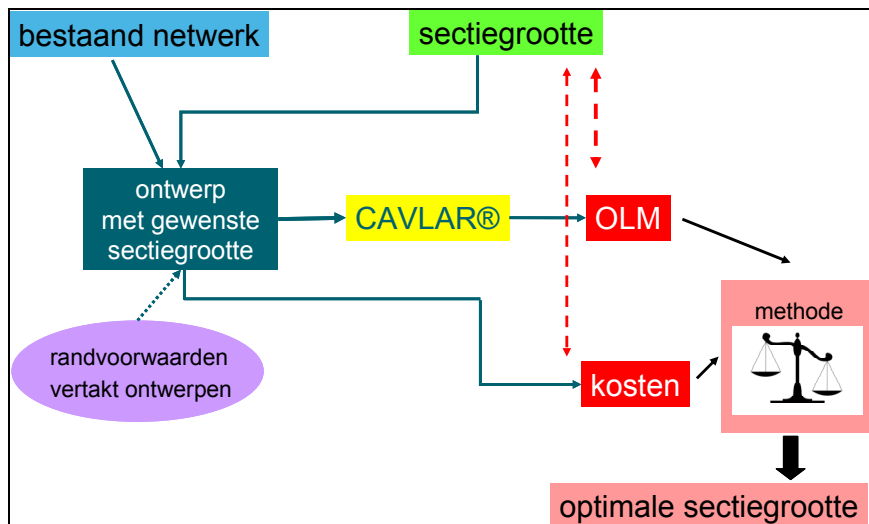 bestaand netwerk
sectiegrootte
ontwerp
met gewenste
sectiegrootte
CAVLAR®
OLM
methode
randvoorwaarden
vertakt ontwerpen
kosten
optimale sectiegrootte